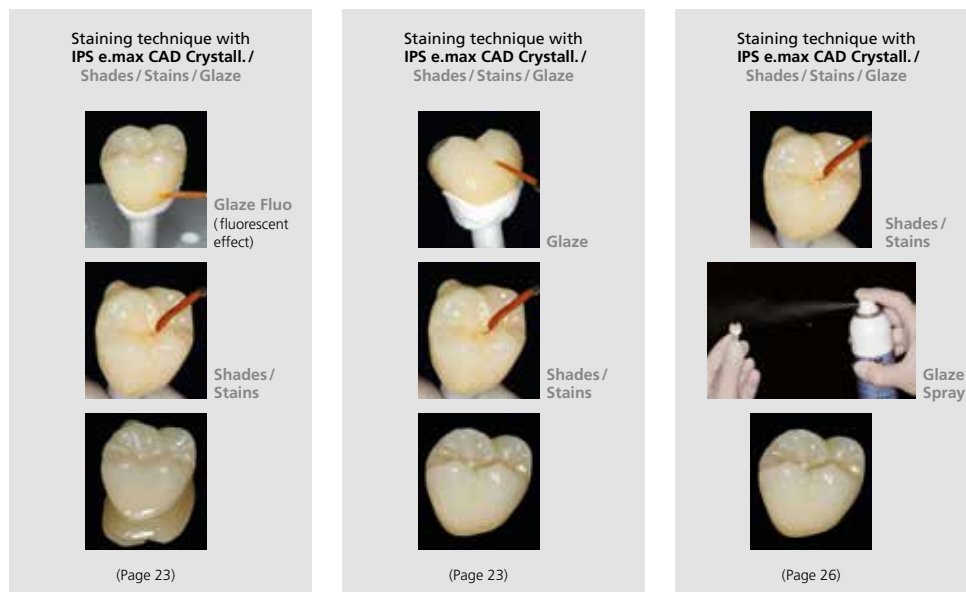 Staining technique with
IPS e.max CAD Crystall. /
Shades / Stains / Glaze
Glaze Fluo
(fluorescent
effect)
Shades /
Stains
(Page 23)
Staining technique with
IPS e.max CAD Crystall. /
Shades / Stains / Glaze
Glaze
Shades /
Stains
(Page 23)
Staining technique with
IPS e.max CAD Crystall. /
Shades / Stains / Glaze
Shades /
Stains
Glaze
Spray
(Page 26)